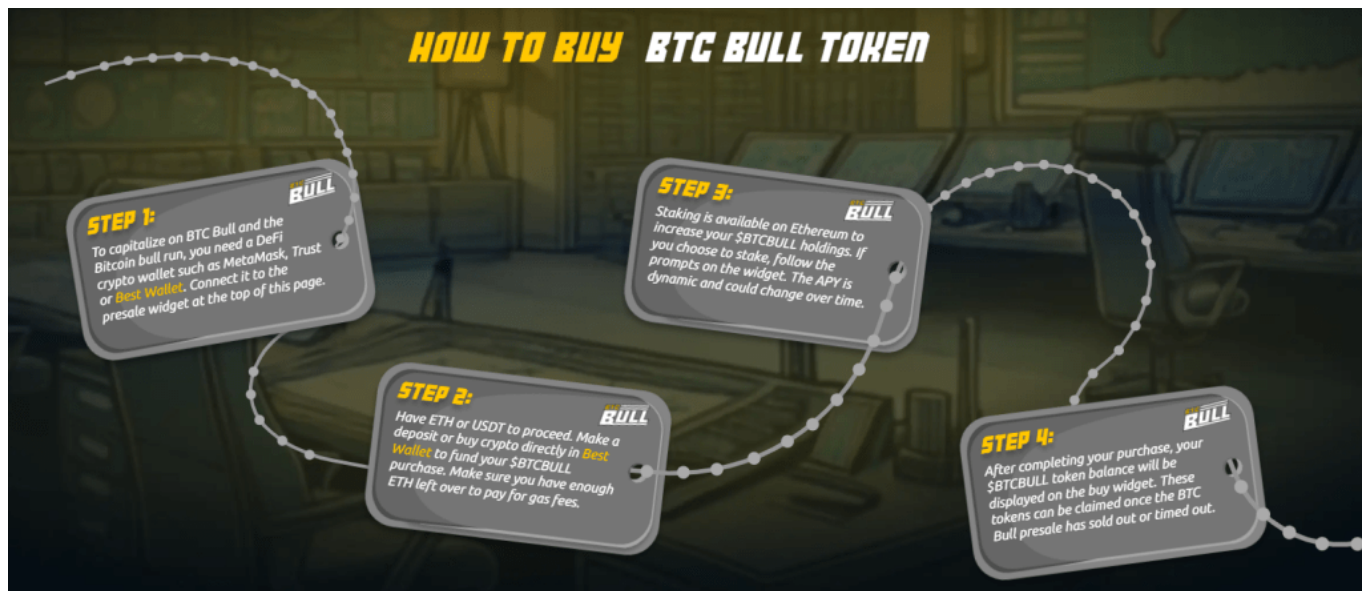 HOW TO BUY BTC BULL TOKEN
BTC
BULL
STEP 1:
To capitalize on BTC Bull and the
Bitcoin bull run, you need a DeFi
crypto wallet such as MetaMask, Trust
or Best Wallet. Connect it to the
presale widget at the top of this page.
BTC
BULL
STEP 2:
Have ETH or USDT to proceed. Make a
deposit or buy crypto directly in Best
Wallet to fund your $BTCBULL
purchase. Make sure you have enough
ETH left over to pay for gas fees.
BTC
BULL
STEP 3:
Staking is available on Ethereum to
increase your $BTCBULL holdings. If
you choose to stake, follow the
prompts on the widget. The APY is
dynamic and could change over time.
BTC
BULL
STEP 4:
After completing your purchase, your
$BTCBULL token balance will be
displayed on the buy widget. These
tokens can be claimed once the BTC
Bull presale has sold out or timed out.